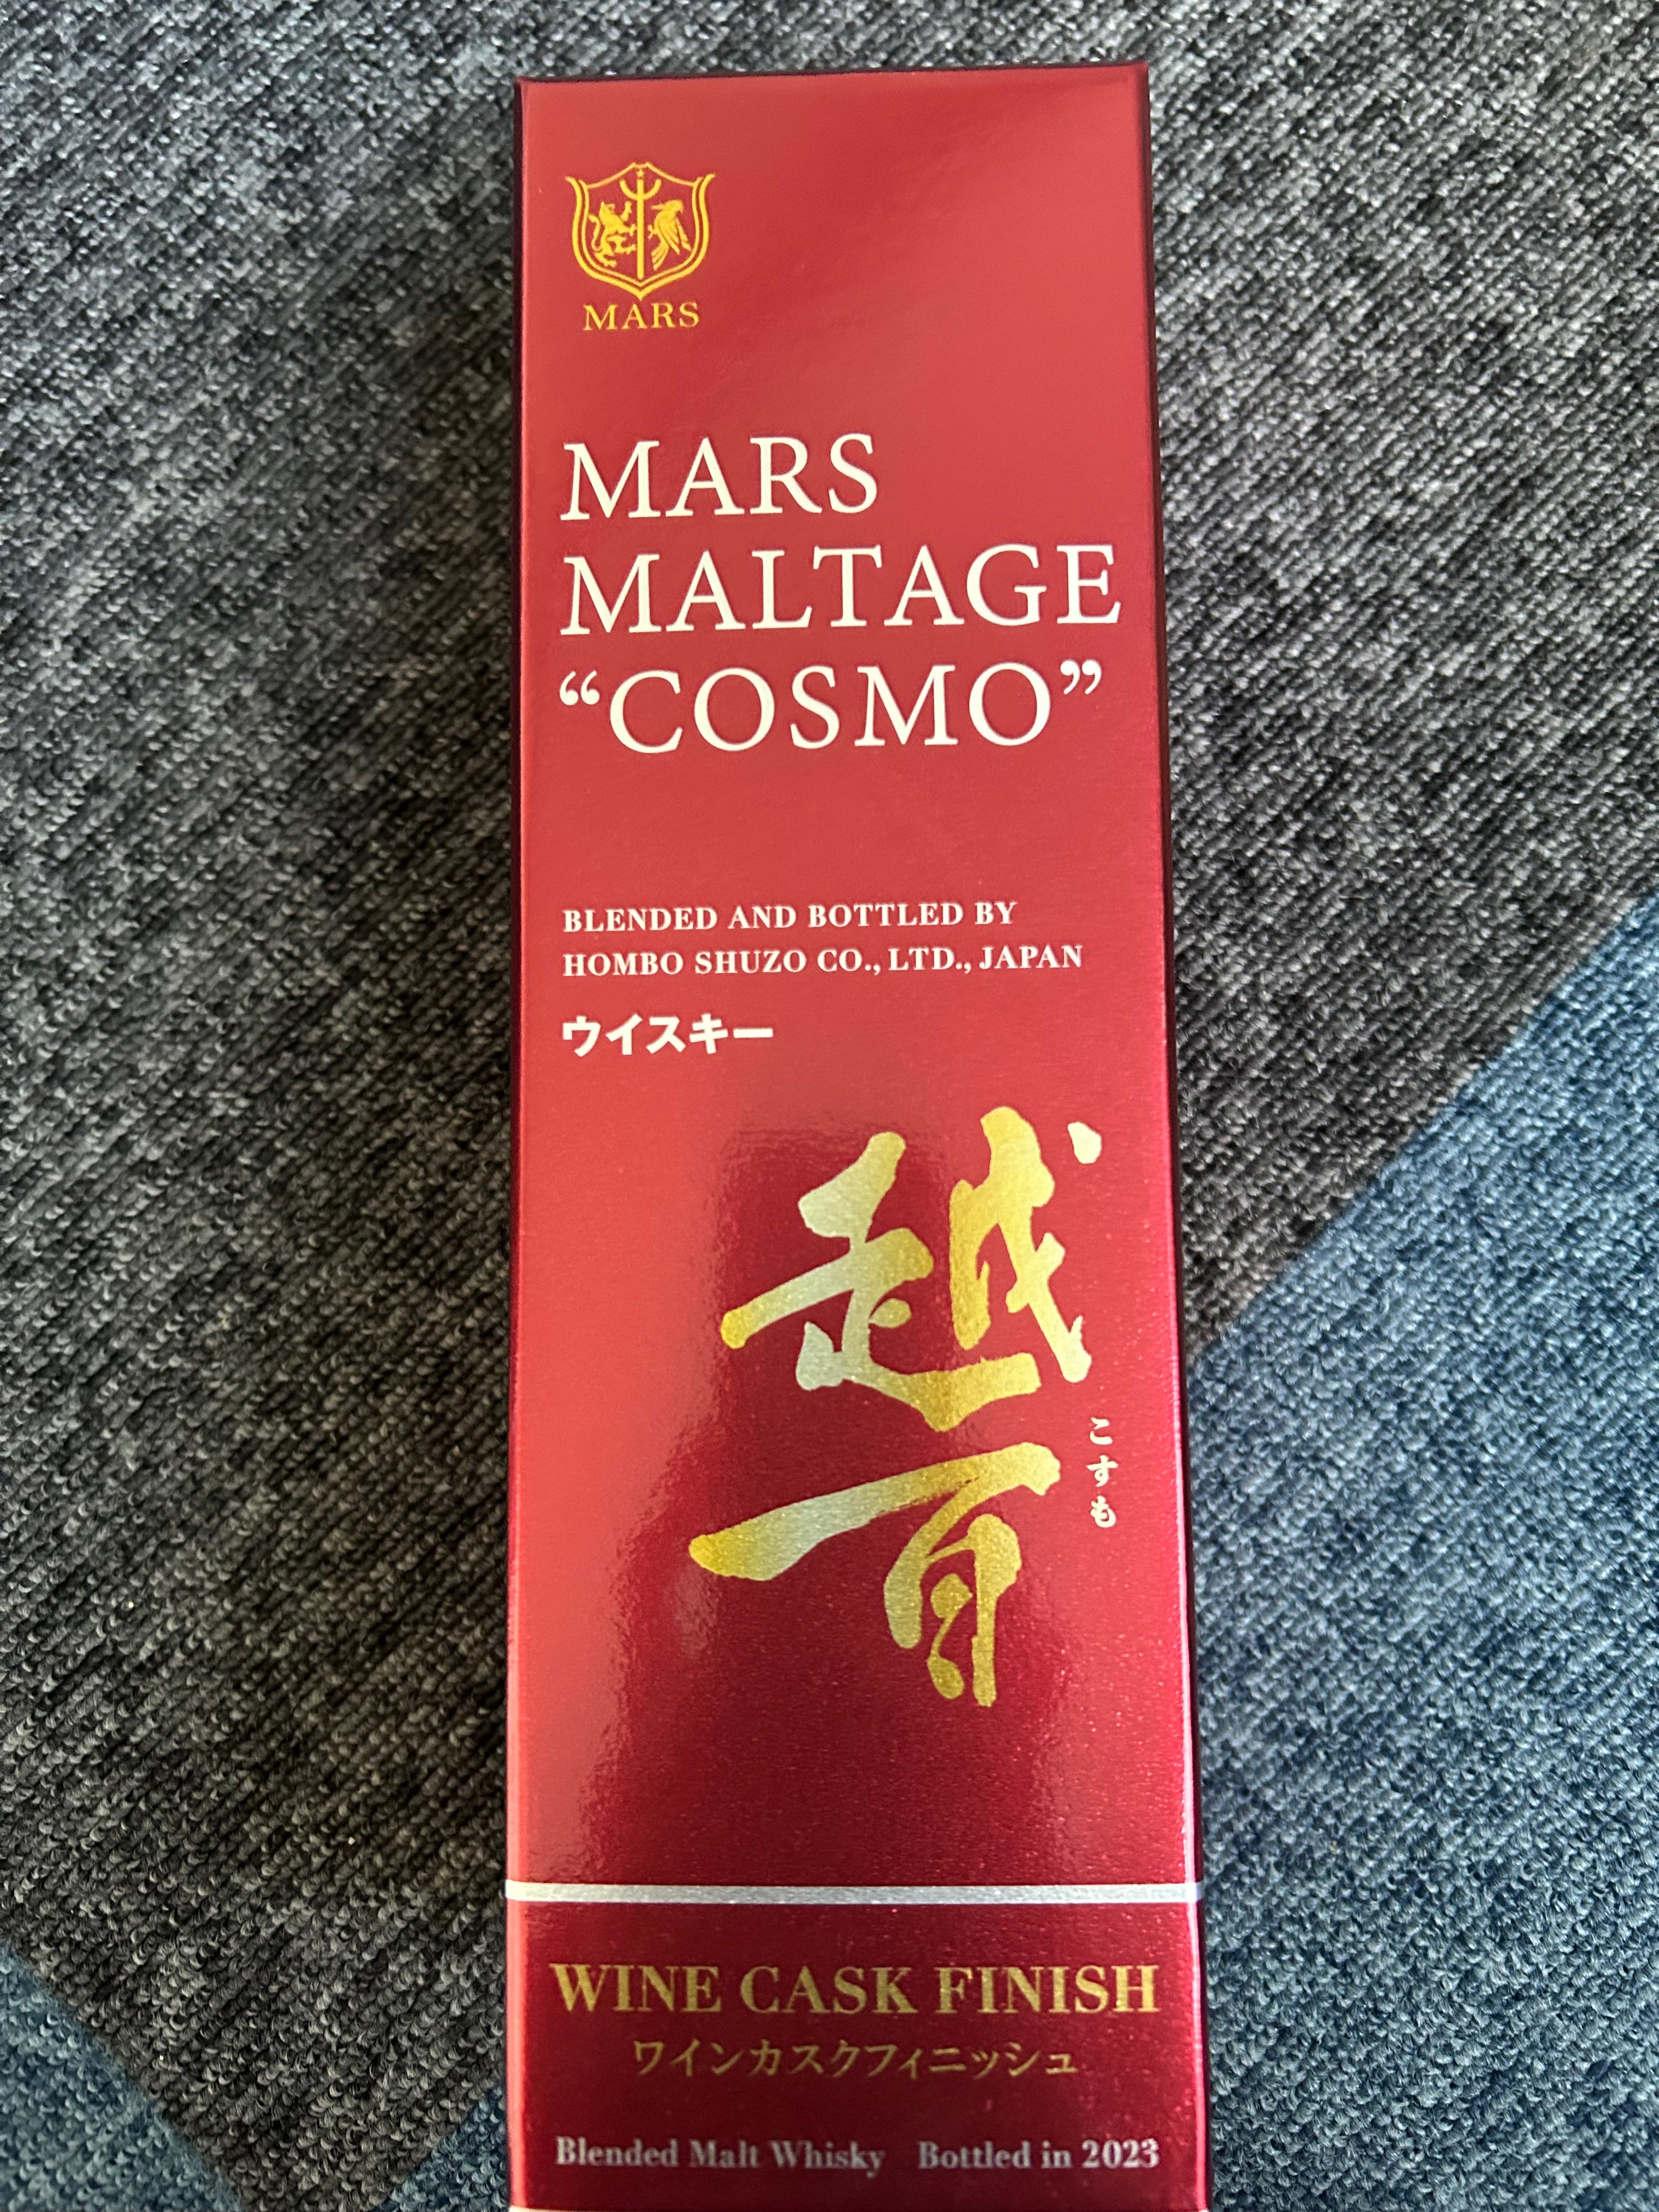 MARS
MARS
MALTAGE
“COSMO”
BLENDED AND BOTTLED BY
HOMBO SHUZO CO., LTD., JAPAN
ウイスキー
越百
こすも
WINE CASK FINISH
ワインカスクフィニッシュ
Blended Malt Whisky Bottled in 2023